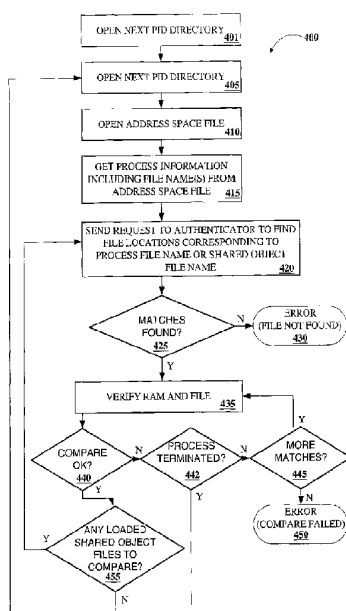 OPEN NEXT PID DIRECTORY
401
400
OPEN NEXT PID DIRECTORY
405
OPEN ADDRESS SPACE FILE
410
GET PROCESS INFORMATION
INCLUDING FILE NAME(S) FROM
ADDRESS SPACE FILE
415
SEND REQUEST TO AUTHENTICATOR TO FIND
FILE LOCATIONS CORRESPONDING TO
PROCESS FILE NAME OR SHARED OBJECT
FILE NAME
420
MATCHES
FOUND?
425
N
ERROR
(FILE NOT FOUND)
430
Y
VERIFY RAM AND FILE
435
Y
COMPARE
OK?
440
N
PROCESS
TERMINATED?
442
N
MORE
MATCHES?
445
Y
Y
N
ERROR
(COMPARE FAILED)
450
Y
ANY LOADED
SHARED OBJECT
FILES TO
COMPARE?
455
N